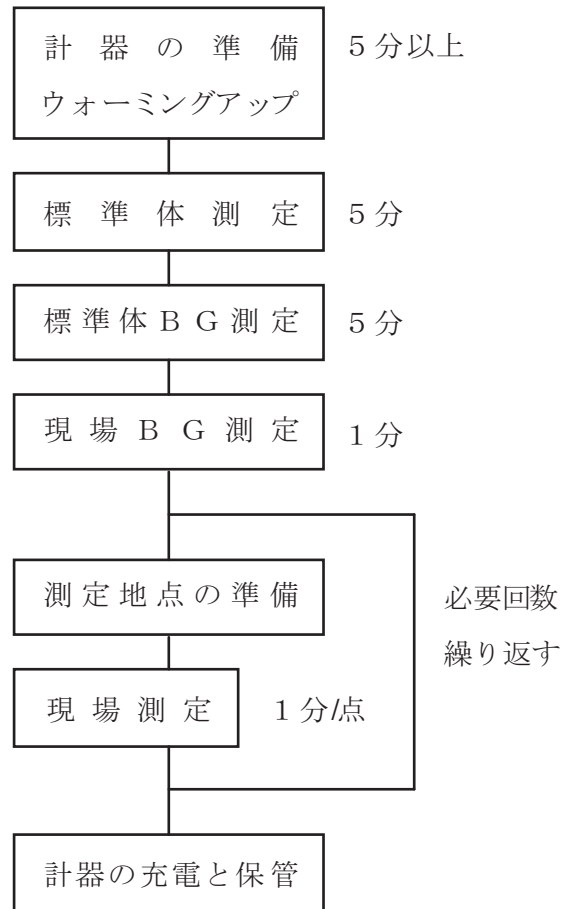 計器の準備 5分以上
ウォーミングアップ
標準体測定 5分
標準体BG測定 5分
現場BG測定 1分
測定地点の準備
必要回数
繰り返す
現場測定 1分/点
計器の充電と保管